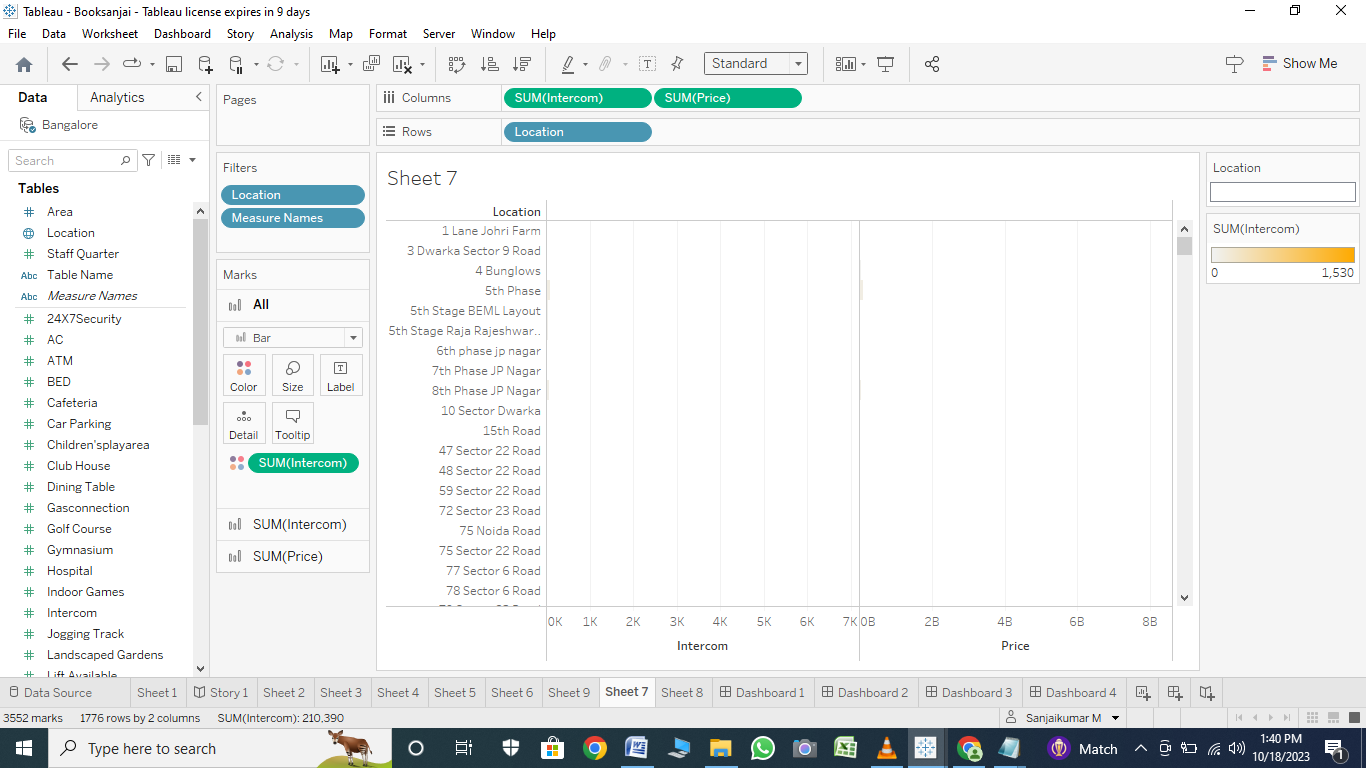 Tableau - Booksanjai - Tableau license expires in 9 days
File Data Worksheet Dashboard Story Analysis Map Format Server Window Help
Standard
Show Me
Data Analytics
Bangalore
Search
Tables
Area
Location
Staff Quarter
Abc Table Name
Abc Measure Names
24X7Security
AC
ATM
BED
Cafeteria
Car Parking
Children'splayarea
Club House
Dining Table
Gasconnection
Golf Course
Gymnasium
Hospital
Indoor Games
Intercom
Jogging Track
Landscaped Gardens
Lift Available
Pages
Filters
Location
Measure Names
Marks
All
Bar
Color Size Label
Detail Tooltip
SUM(Intercom)
SUM(Intercom)
SUM(Price)
Columns SUM(Intercom) SUM(Price)
Rows Location
Sheet 7
Location
1 Lane Johri Farm
3 Dwarka Sector 9 Road
4 Bunglows
5th Phase
5th Stage BEML Layout
5th Stage Raja Rajeshwar..
6th phase jp nagar
7th Phase JP Nagar
8th Phase JP Nagar
10 Sector Dwarka
15th Road
47 Sector 22 Road
48 Sector 22 Road
59 Sector 22 Road
72 Sector 23 Road
75 Noida Road
75 Sector 22 Road
77 Sector 6 Road
78 Sector 6 Road
0K 1K 2K 3K 4K 5K 6K 7K 0B 2B 4B 6B 8B
Intercom Price
Location
SUM(Intercom)
0 1,530
Data Source Sheet 1 Story 1 Sheet 2 Sheet 3 Sheet 4 Sheet 5 Sheet 6 Sheet 9 Sheet 7 Sheet 8 Dashboard 1 Dashboard 2 Dashboard 3 Dashboard 4
3552 marks 1776 rows by 2 columns SUM(Intercom): 210,390 Sanjaikumar M
Type here to search
Match
1:40 PM
10/18/2023
1